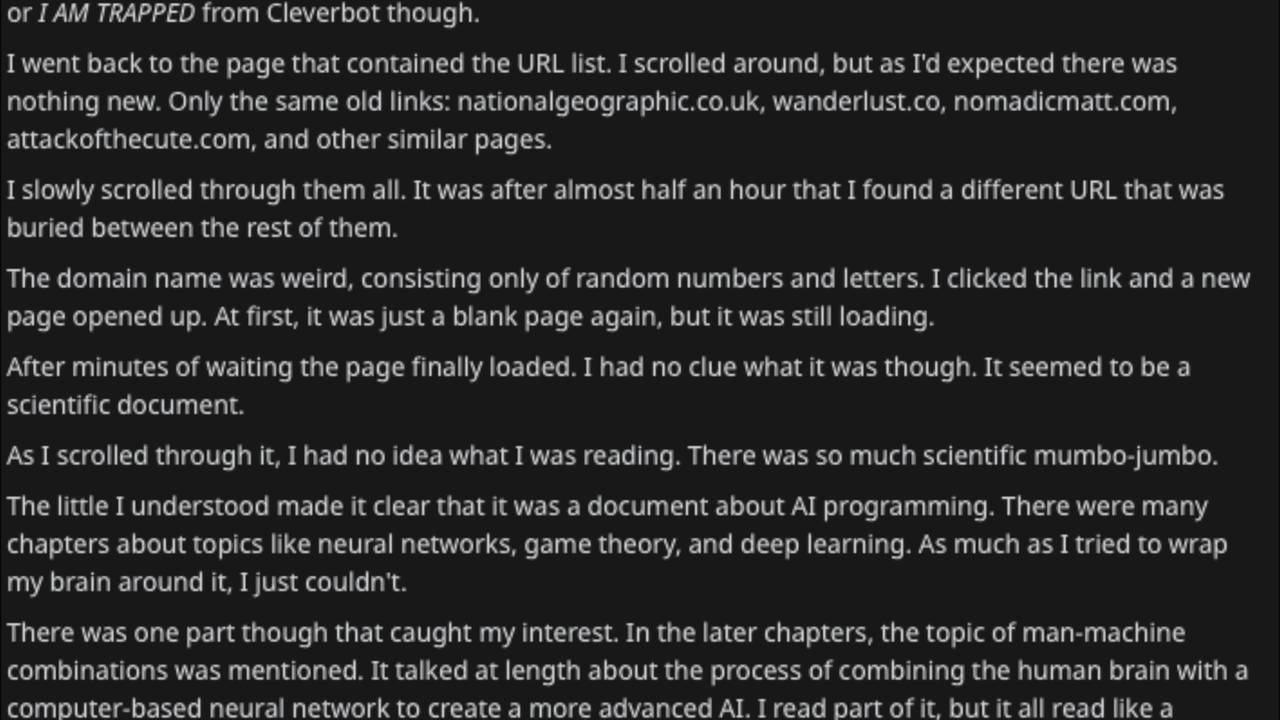 or I AM TRAPPED from Cleverbot though.
I went back to the page that contained the URL list. I scrolled around, but as I'd expected there was
nothing new. Only the same old links: nationalgeographic.co.uk, wanderlust.co, nomadicmatt.com,
attackofthecute.com, and other similar pages.
I slowly scrolled through them all. It was after almost half an hour that I found a different URL that was
buried between the rest of them.
The domain name was weird, consisting only of random numbers and letters. I clicked the link and a new
page opened up. At first, it was just a blank page again, but it was still loading.
After minutes of waiting the page finally loaded. I had no clue what it was though. It seemed to be a
scientific document.
As I scrolled through it, I had no idea what I was reading. There was so much scientific mumbo-jumbo.
The little I understood made it clear that it was a document about AI programming. There were many
chapters about topics like neural networks, game theory, and deep learning. As much as I tried to wrap
my brain around it, I just couldn't.
There was one part though that caught my interest. In the later chapters, the topic of man-machine
combinations was mentioned. It talked at length about the process of combining the human brain with a
computer-based neural network to create a more advanced AI. I read part of it, but it all read like a